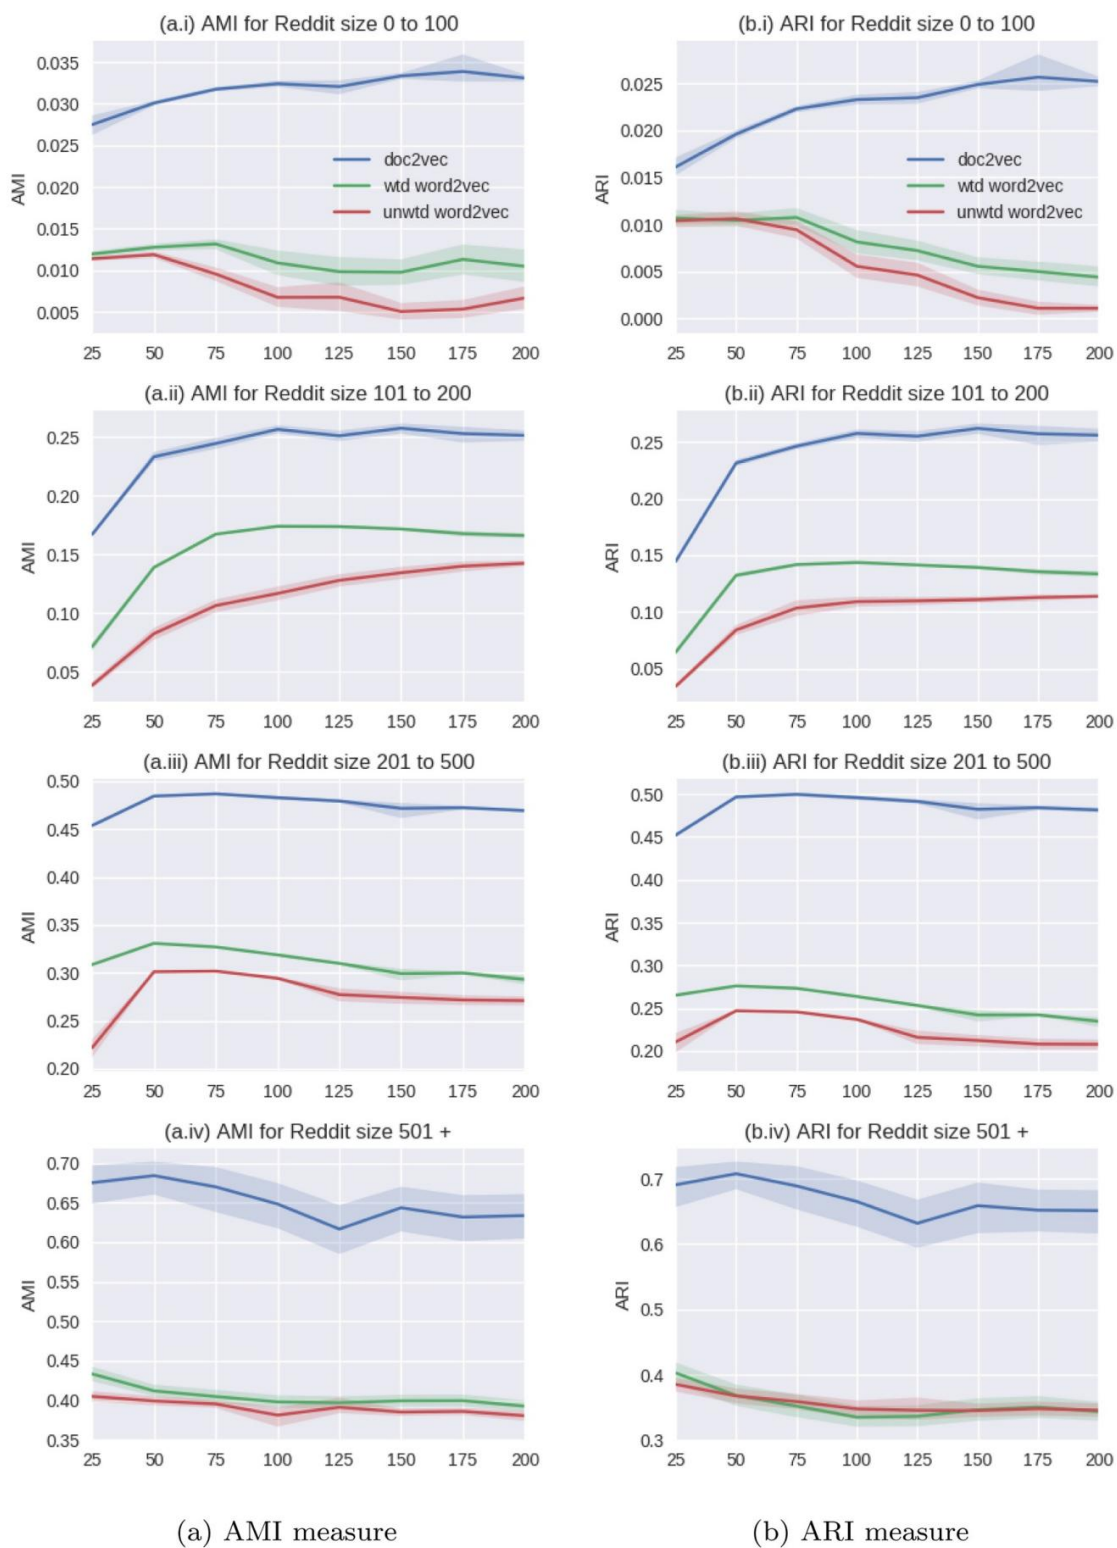 (a.i) AMI for Reddit size 0 to 100
0.035
0.030
0.025
0.020
0.015
0.010
0.005
AMI
doc2vec
wtd word2vec
unwtd word2vec
25 50 75 100 125 150 175 200
(b.i) ARI for Reddit size 0 to 100
0.025
0.020
0.015
0.010
0.005
0.000
ARI
doc2vec
wtd word2vec
unwtd word2vec
25 50 75 100 125 150 175 200
(a.ii) AMI for Reddit size 101 to 200
0.25
0.20
0.15
0.10
0.05
AMI
25 50 75 100 125 150 175 200
(b.ii) ARI for Reddit size 101 to 200
0.25
0.20
0.15
0.10
0.05
ARI
25 50 75 100 125 150 175 200
(a.iii) AMI for Reddit size 201 to 500
0.50
0.45
0.40
0.35
0.30
0.25
0.20
AMI
25 50 75 100 125 150 175 200
(b.iii) ARI for Reddit size 201 to 500
0.50
0.45
0.40
0.35
0.30
0.25
0.20
ARI
25 50 75 100 125 150 175 200
(a.iv) AMI for Reddit size 501 +
0.70
0.65
0.60
0.55
0.50
0.45
0.40
0.35
AMI
25 50 75 100 125 150 175 200
(b.iv) ARI for Reddit size 501 +
0.7
0.6
0.5
0.4
0.3
ARI
25 50 75 100 125 150 175 200
(a) AMI measure
(b) ARI measure